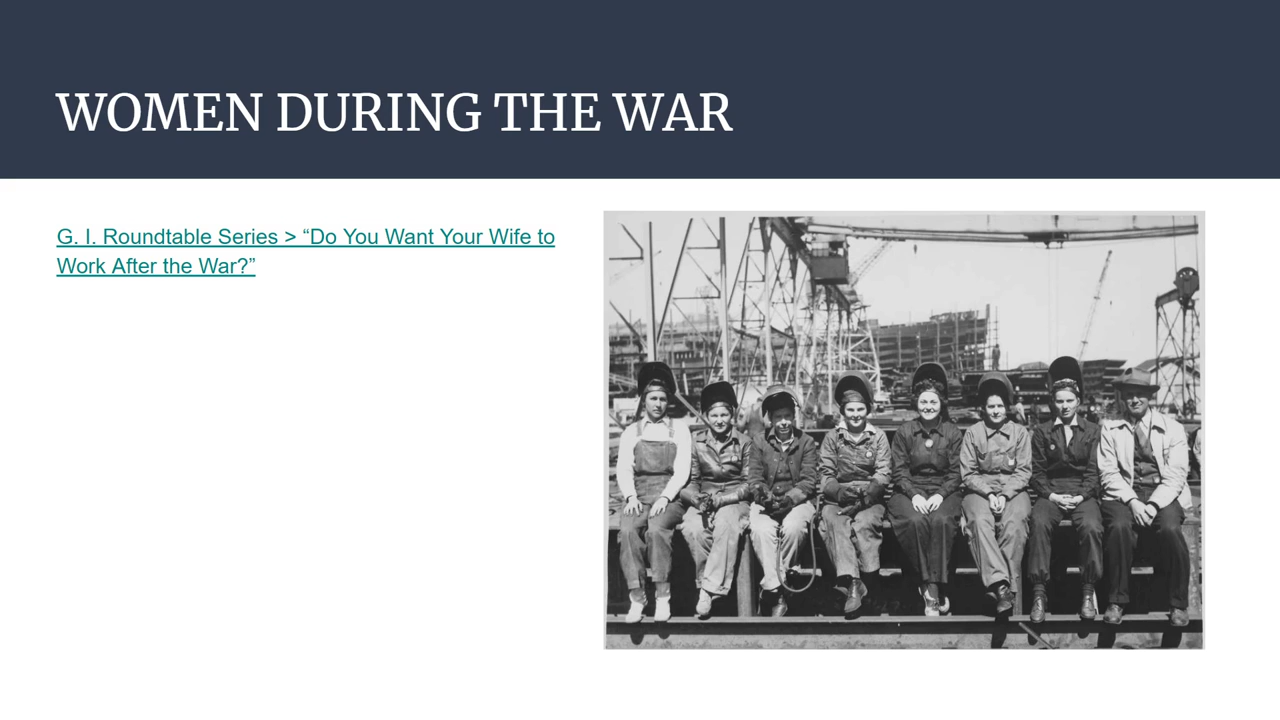 WOMEN DURING THE WAR
G. I. Roundtable Series > “Do You Want Your Wife to
Work After the War?”